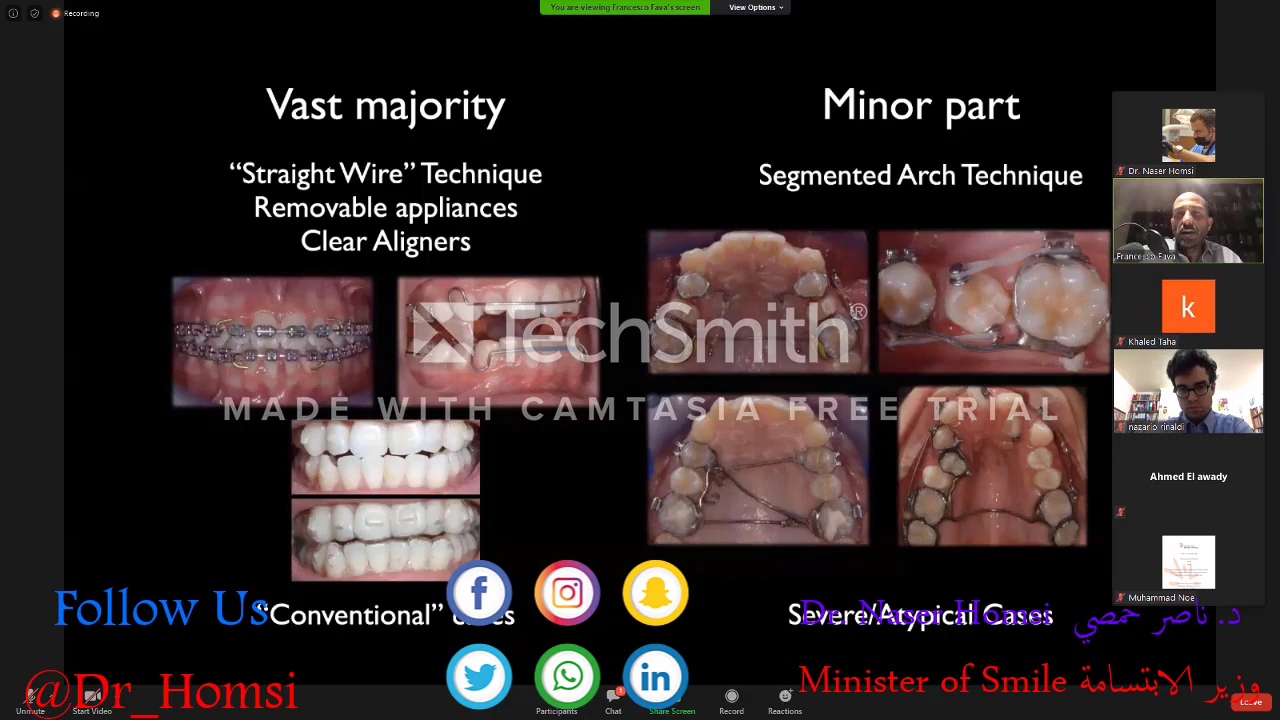 Recording
You are viewing Francesco Fava's screen
View Options
Vast majority
"Straight Wire" Technique
Removable appliances
Clear Aligners
"Conventional" cases
Minor part
Segmented Arch Technique
Severe/Atypical Cases
TechSmith®
MADE WITH CAMTASIA FREE TRIAL
Dr. Naser Homsi
Francesco Fava
k
Khaled Taha
nazario rinaldi
Ahmed El awady
Muhammad Noe
Follow Us
@Dr_Homsi
Dr. Naser Homsi د. ناصر حمصي
Minister of Smile وزير الابتسامة
Unmute
Start Video
Participants
Chat
1
Share Screen
Record
Reactions
Leave